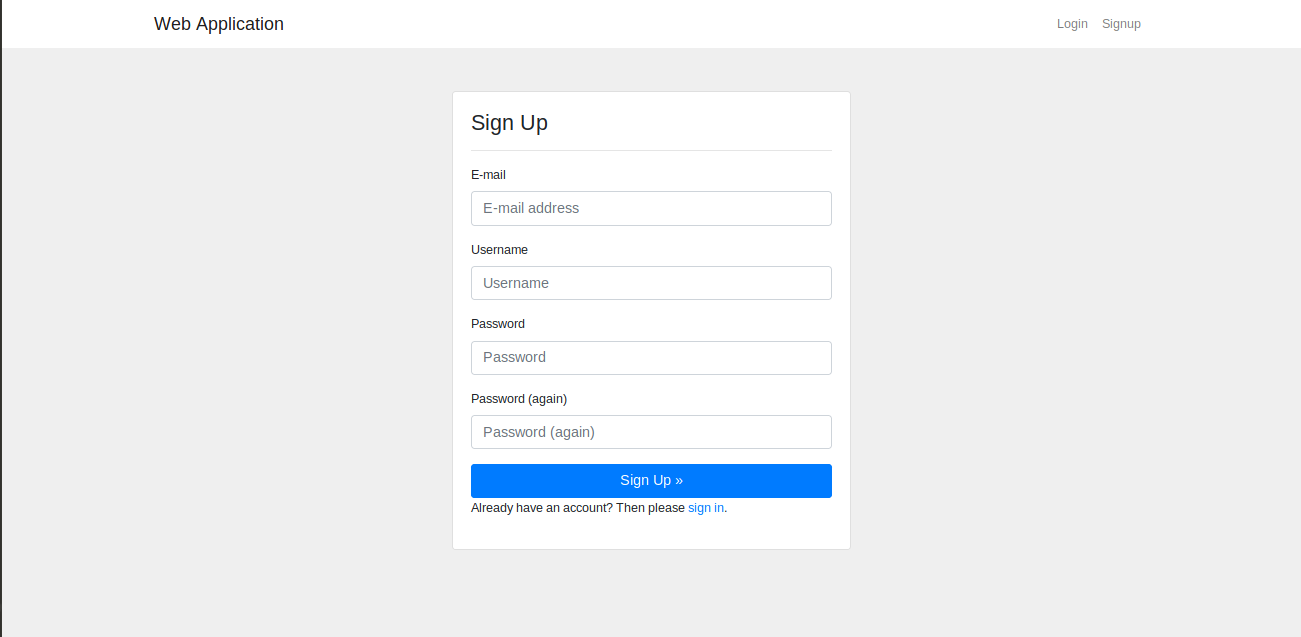 Web Application
Login Signup
Sign Up
E-mail
E-mail address
Username
Username
Password
Password
Password (again)
Password (again)
Sign Up »
Already have an account? Then please sign in.